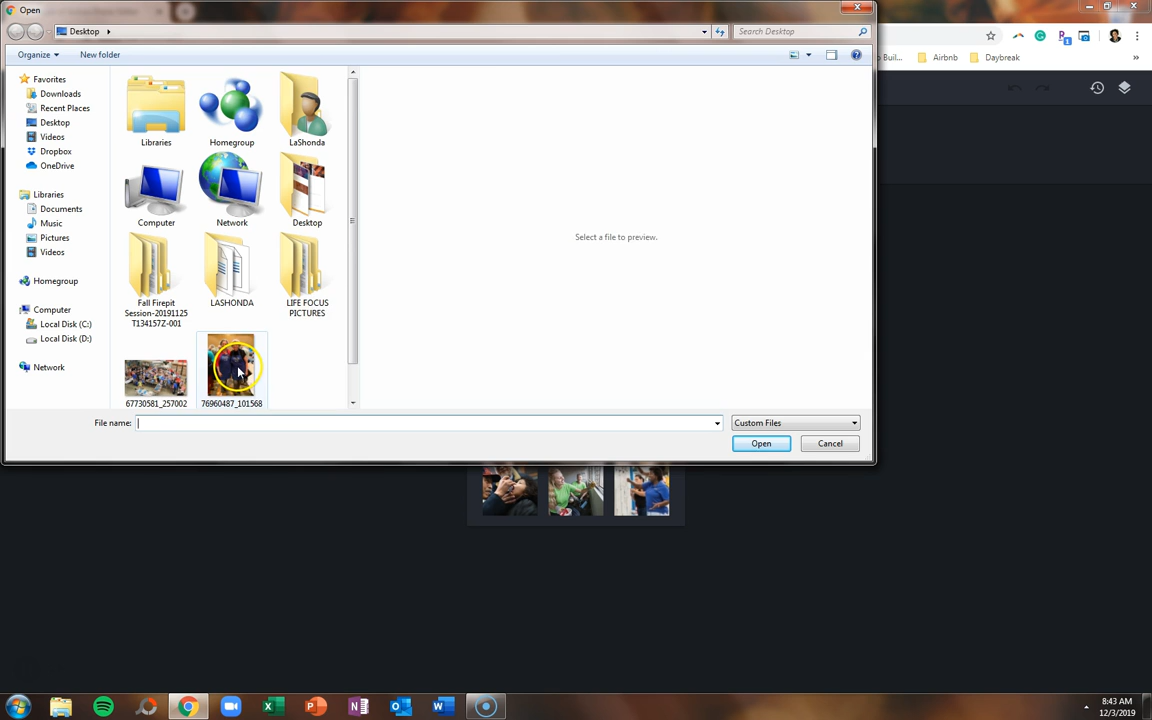 Open
Desktop
Search Desktop
Organize
New folder
Buil...
Airbnb
Daybreak
»
Favorites
Downloads
Recent Places
Desktop
Videos
Dropbox
OneDrive
Libraries
Documents
Music
Pictures
Videos
Homegroup
Computer
Local Disk (C:)
Local Disk (D:)
Network
Libraries
Homegroup
LaShonda
Computer
Network
Desktop
Fall Firepit
Session-20191125
T134157Z-001
LASHONDA
LIFE FOCUS
PICTURES
67730581_257002
76960487_101568
Select a file to preview.
File name:
Custom Files
Open
Cancel
8:43 AM
12/3/2019